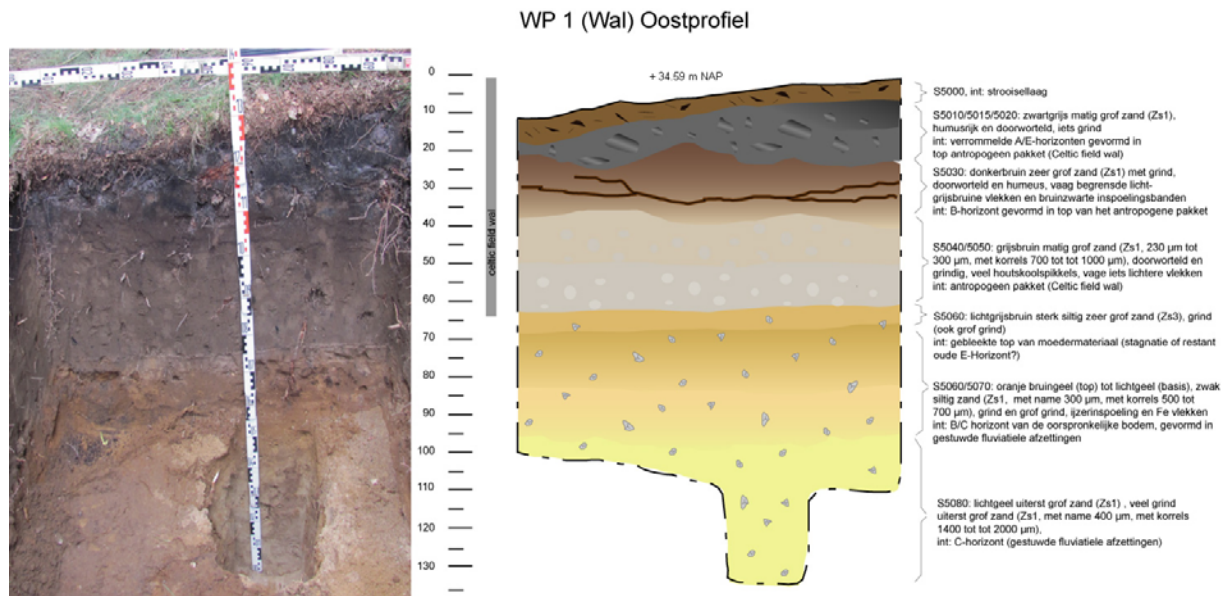 WP 1 (Wal) Oostprofiel
0
10
20
30
40
50
60
70
80
90
100
110
120
130
celtic field wal
+ 34.59 m NAP
S5000, int: strooisellaag
S5010/5015/5020: zwartgrijs matig grof zand (Zs1),
humusrijk en doorworteld, iets grind
int: verrommelde A/E-horizonten gevormd in
top antropogeen pakket (Celtic field wal)
S5030: donkerbruin zeer grof zand (Zs1) met grind,
doorworteld en humeus, vaag begrensde licht-
grijsbruine vlekken en bruinzwarte inspoelingsbanden
int: B-horizont gevormd in top van het antropogene pakket
S5040/5050: grijsbruin matig grof zand (Zs1, 230 µm tot
300 µm, met korrels 700 tot tot 1000 µm), doorworteld en
grindig, veel houtskoolspikkels, vage iets lichtere vlekken
int: antropogeen pakket (Celtic field wal)
S5060: lichtgrijsbruin sterk siltig zeer grof zand (Zs3), grind
(ook grof grind)
int: gebleekte top van moedermateriaal (stagnatie of restant
oude E-Horizont?)
S5060/5070: oranje bruingeel (top) tot lichtgeel (basis), zwak
siltig zand (Zs1, met name 300 µm, met korrels 500 tot
700 µm), grind en grof grind, ijzerinspoeling en Fe vlekken
int: B/C horizont van de oorspronkelijke bodem, gevormd in
gestuwde fluviatiele afzettingen
S5080: lichtgeel uiterst grof zand (Zs1) , veel grind
uiterst grof zand (Zs1, met name 400 µm, met korrels
1400 tot tot 2000 µm),
int: C-horizont (gestuwde fluviatiele afzettingen)